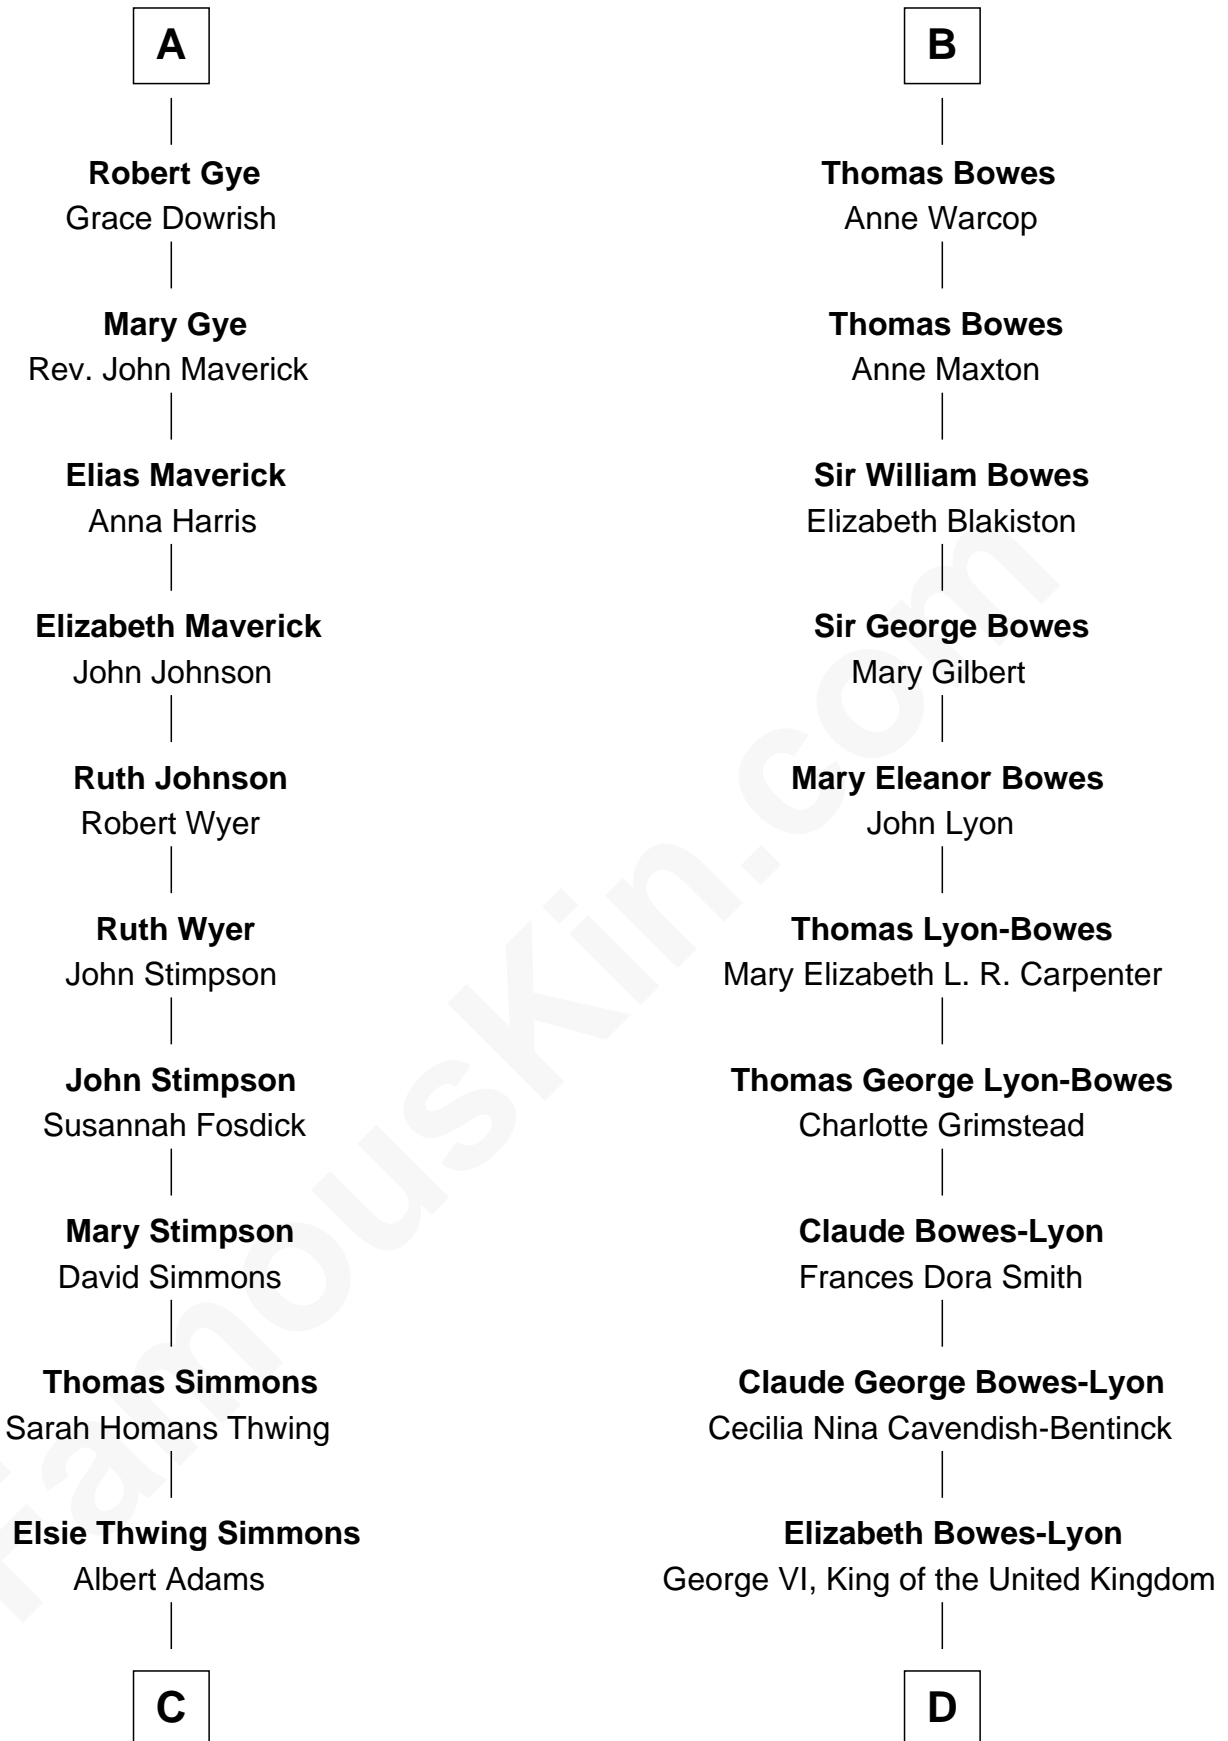 A
Robert Gye
Grace Dowrish
Mary Gye
Rev. John Maverick
Elias Maverick
Anna Harris
Elizabeth Maverick
John Johnson
Ruth Johnson
Robert Wyer
Ruth Wyer
John Stimpson
John Stimpson
Susannah Fosdick
Mary Stimpson
David Simmons
Thomas Simmons
Sarah Homans Thwing
Elsie Thwing Simmons
Albert Adams
C
B
Thomas Bowes
Anne Warcop
Thomas Bowes
Anne Maxton
Sir William Bowes
Elizabeth Blakiston
Sir George Bowes
Mary Gilbert
Mary Eleanor Bowes
John Lyon
Thomas Lyon-Bowes
Mary Elizabeth L. R. Carpenter
Thomas George Lyon-Bowes
Charlotte Grimstead
Claude Bowes-Lyon
Frances Dora Smith
Claude George Bowes-Lyon
Cecilia Nina Cavendish-Bentinck
Elizabeth Bowes-Lyon
George VI, King of the United Kingdom
D
FamousKin.com